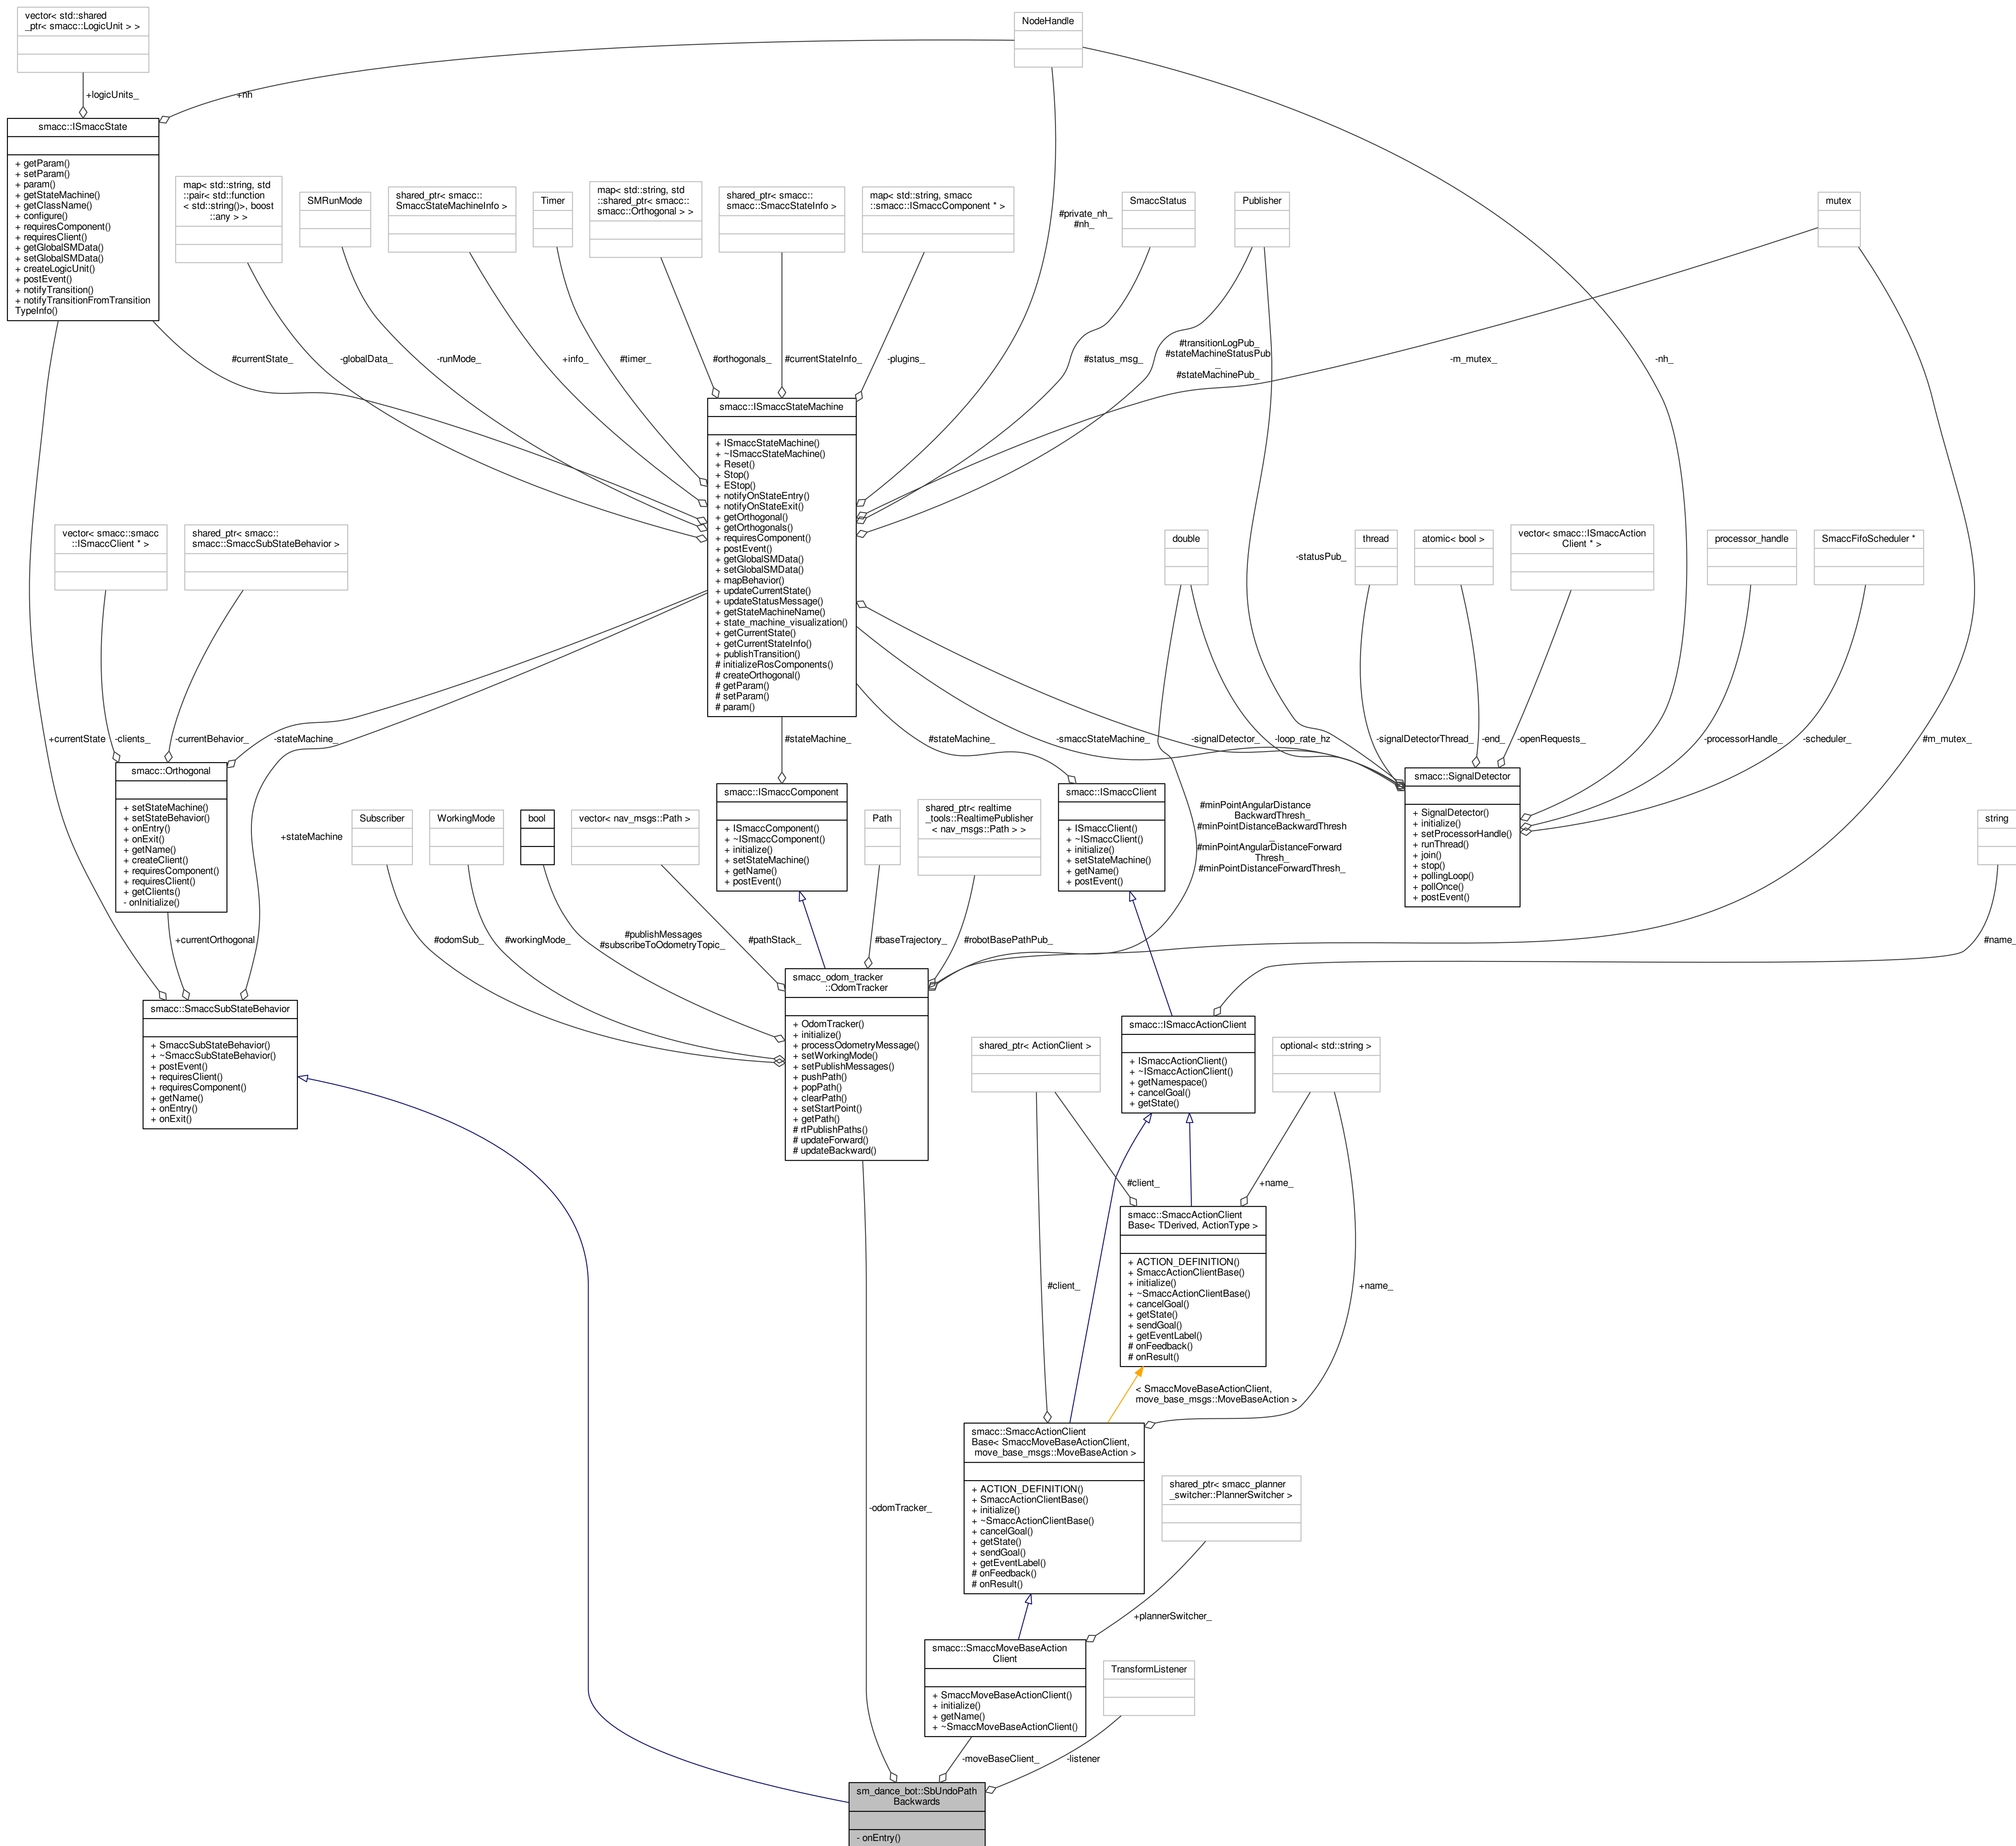 vector< std::shared
_ptr< smacc::LogicUnit > >
NodeHandle
+logicUnits_
+nh
smacc::ISmaccState
+ getParam()
+ setParam()
+ param()
+ getStateMachine()
+ getClassName()
+ configure()
+ requiresComponent()
+ requiresClient()
+ getGlobalSMData()
+ setGlobalSMData()
+ createLogicUnit()
+ postEvent()
+ notifyTransition()
+ notifyTransitionFromTransition
TypeInfo()
map< std::string, std
::pair< std::function
< std::string()>, boost
::any > >
SMRunMode
shared_ptr< smacc::
SmaccStateMachineInfo >
Timer
map< std::string, std
::shared_ptr< smacc::
smacc::Orthogonal > >
shared_ptr< smacc::
smacc::SmaccStateInfo >
map< std::string, smacc
::smacc::ISmaccComponent * >
#private_nh_
#nh_
SmaccStatus
Publisher
mutex
#currentState_
-globalData_
-runMode_
+info_
#timer_
#orthogonals_
#currentStateInfo_
-plugins_
#status_msg_
#transitionLogPub_
#stateMachineStatusPub
_
#stateMachinePub_
-m_mutex_
-nh_
smacc::ISmaccStateMachine
+ ISmaccStateMachine()
+ ~ISmaccStateMachine()
+ Reset()
+ Stop()
+ EStop()
+ notifyOnStateEntry()
+ notifyOnStateExit()
+ getOrthogonal()
+ getOrthogonals()
+ requiresComponent()
+ postEvent()
+ getGlobalSMData()
+ setGlobalSMData()
+ mapBehavior()
+ updateCurrentState()
+ updateStatusMessage()
+ getStateMachineName()
+ state_machine_visualization()
+ getCurrentState()
+ getCurrentStateInfo()
+ publishTransition()
# initializeRosComponents()
# createOrthogonal()
# getParam()
# setParam()
# param()
vector< smacc::smacc
::ISmaccClient * >
shared_ptr< smacc::
smacc::SmaccSubStateBehavior >
double
-statusPub_
thread
atomic< bool >
vector< smacc::ISmaccAction
Client * >
processor_handle
SmaccFifoScheduler *
+currentState
-clients_
-currentBehavior_
-stateMachine_
#stateMachine_
#stateMachine_
-smaccStateMachine_
-signalDetector_
-loop_rate_hz
-signalDetectorThread_
-end_
-openRequests_
-processorHandle_
-scheduler_
#m_mutex_
smacc::Orthogonal
+ setStateMachine()
+ setStateBehavior()
+ onEntry()
+ onExit()
+ getName()
+ createClient()
+ requiresComponent()
+ requiresClient()
+ getClients()
- onInitialize()
+stateMachine
Subscriber
WorkingMode
bool
vector< nav_msgs::Path >
smacc::ISmaccComponent
+ ISmaccComponent()
+ ~ISmaccComponent()
+ initialize()
+ setStateMachine()
+ getName()
+ postEvent()
Path
shared_ptr< realtime
_tools::RealtimePublisher
< nav_msgs::Path > >
smacc::ISmaccClient
+ ISmaccClient()
+ ~ISmaccClient()
+ initialize()
+ setStateMachine()
+ getName()
+ postEvent()
#minPointAngularDistance
BackwardThresh_
#minPointDistanceBackwardThresh
_
#minPointAngularDistanceForward
Thresh_
#minPointDistanceForwardThresh_
smacc::SignalDetector
+ SignalDetector()
+ initialize()
+ setProcessorHandle()
+ runThread()
+ join()
+ stop()
+ pollingLoop()
+ pollOnce()
+ postEvent()
string
+currentOrthogonal
#odomSub_
#workingMode_
#publishMessages
#subscribeToOdometryTopic_
#pathStack_
#baseTrajectory_
#robotBasePathPub_
#name_
smacc::SmaccSubStateBehavior
+ SmaccSubStateBehavior()
+ ~SmaccSubStateBehavior()
+ postEvent()
+ requiresClient()
+ requiresComponent()
+ getName()
+ onEntry()
+ onExit()
smacc_odom_tracker
::OdomTracker
+ OdomTracker()
+ initialize()
+ processOdometryMessage()
+ setWorkingMode()
+ setPublishMessages()
+ pushPath()
+ popPath()
+ clearPath()
+ setStartPoint()
+ getPath()
# rtPublishPaths()
# updateForward()
# updateBackward()
shared_ptr< ActionClient >
smacc::ISmaccActionClient
+ ISmaccActionClient()
+ ~ISmaccActionClient()
+ getNamespace()
+ cancelGoal()
+ getState()
optional< std::string >
#client_
+name_
smacc::SmaccActionClient
Base< TDerived, ActionType >
+ ACTION_DEFINITION()
+ SmaccActionClientBase()
+ initialize()
+ ~SmaccActionClientBase()
+ cancelGoal()
+ getState()
+ sendGoal()
+ getEventLabel()
# onFeedback()
# onResult()
#client_
+name_
< SmaccMoveBaseActionClient,
move_base_msgs::MoveBaseAction >
smacc::SmaccActionClient
Base< SmaccMoveBaseActionClient,
move_base_msgs::MoveBaseAction >
+ ACTION_DEFINITION()
+ SmaccActionClientBase()
+ initialize()
+ ~SmaccActionClientBase()
+ cancelGoal()
+ getState()
+ sendGoal()
+ getEventLabel()
# onFeedback()
# onResult()
shared_ptr< smacc_planner
_switcher::PlannerSwitcher >
-odomTracker_
+plannerSwitcher_
smacc::SmaccMoveBaseAction
Client
+ SmaccMoveBaseActionClient()
+ initialize()
+ getName()
+ ~SmaccMoveBaseActionClient()
TransformListener
-moveBaseClient_
-listener
sm_dance_bot::SbUndoPath
Backwards
- onEntry()